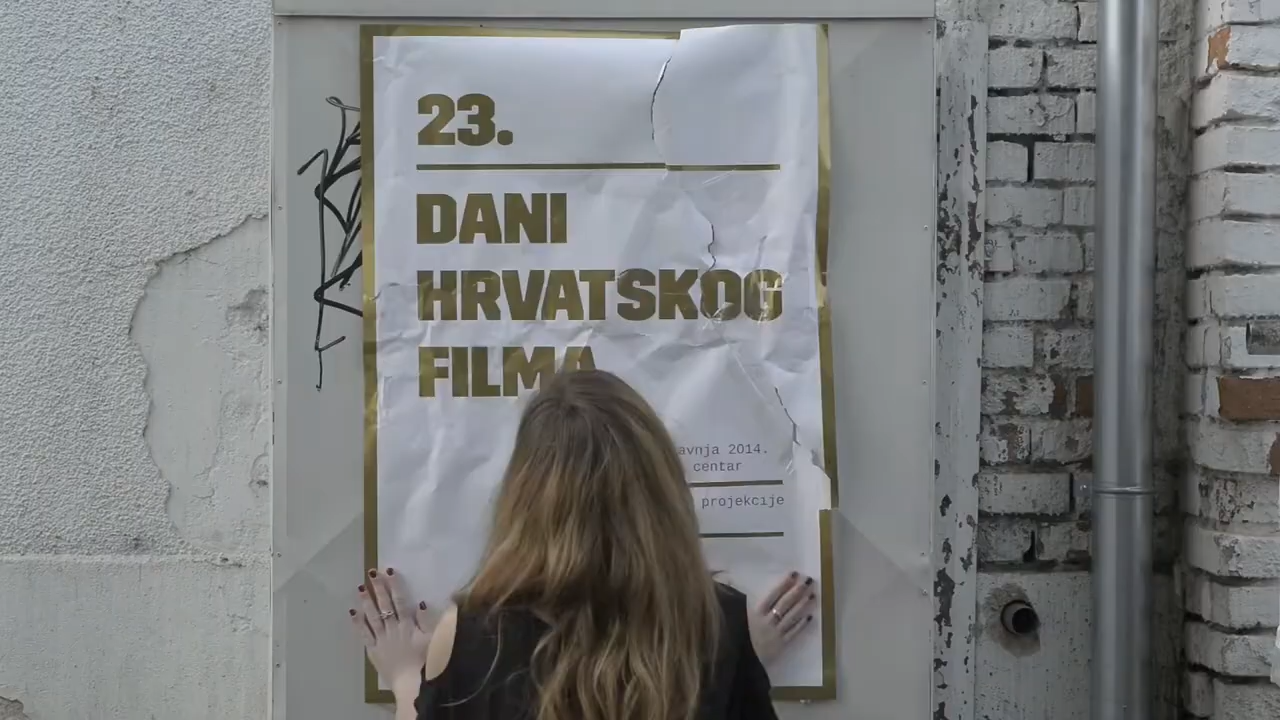 23.
DANI
HRVATSKOG
FILMA
avnja 2014.
centar
projekcije